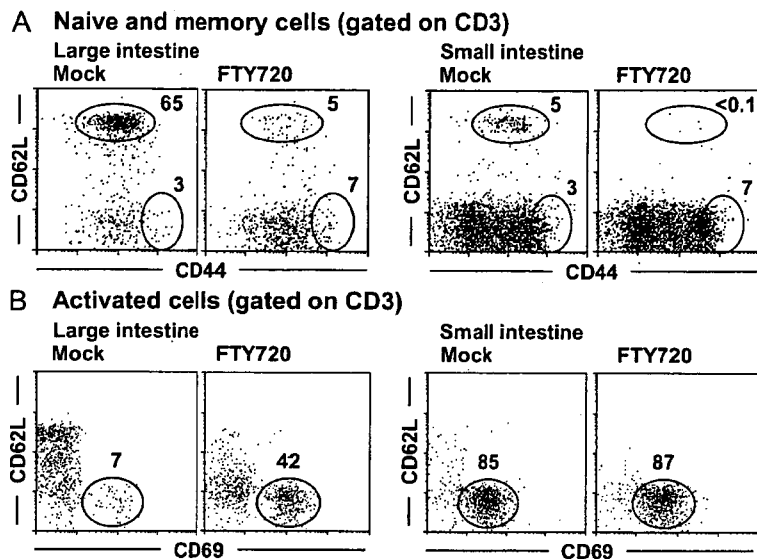 A Naive and memory cells (gated on CD3)
Large intestine
Small intestine
Mock
FTY720
Mock
FTY720
65
5
5
<0.1
3
7
3
7
CD62L
CD62L
CD44
CD44
B Activated cells (gated on CD3)
Large intestine
Small intestine
Mock
FTY720
Mock
FTY720
7
42
85
87
CD62L
CD62L
CD69
CD69